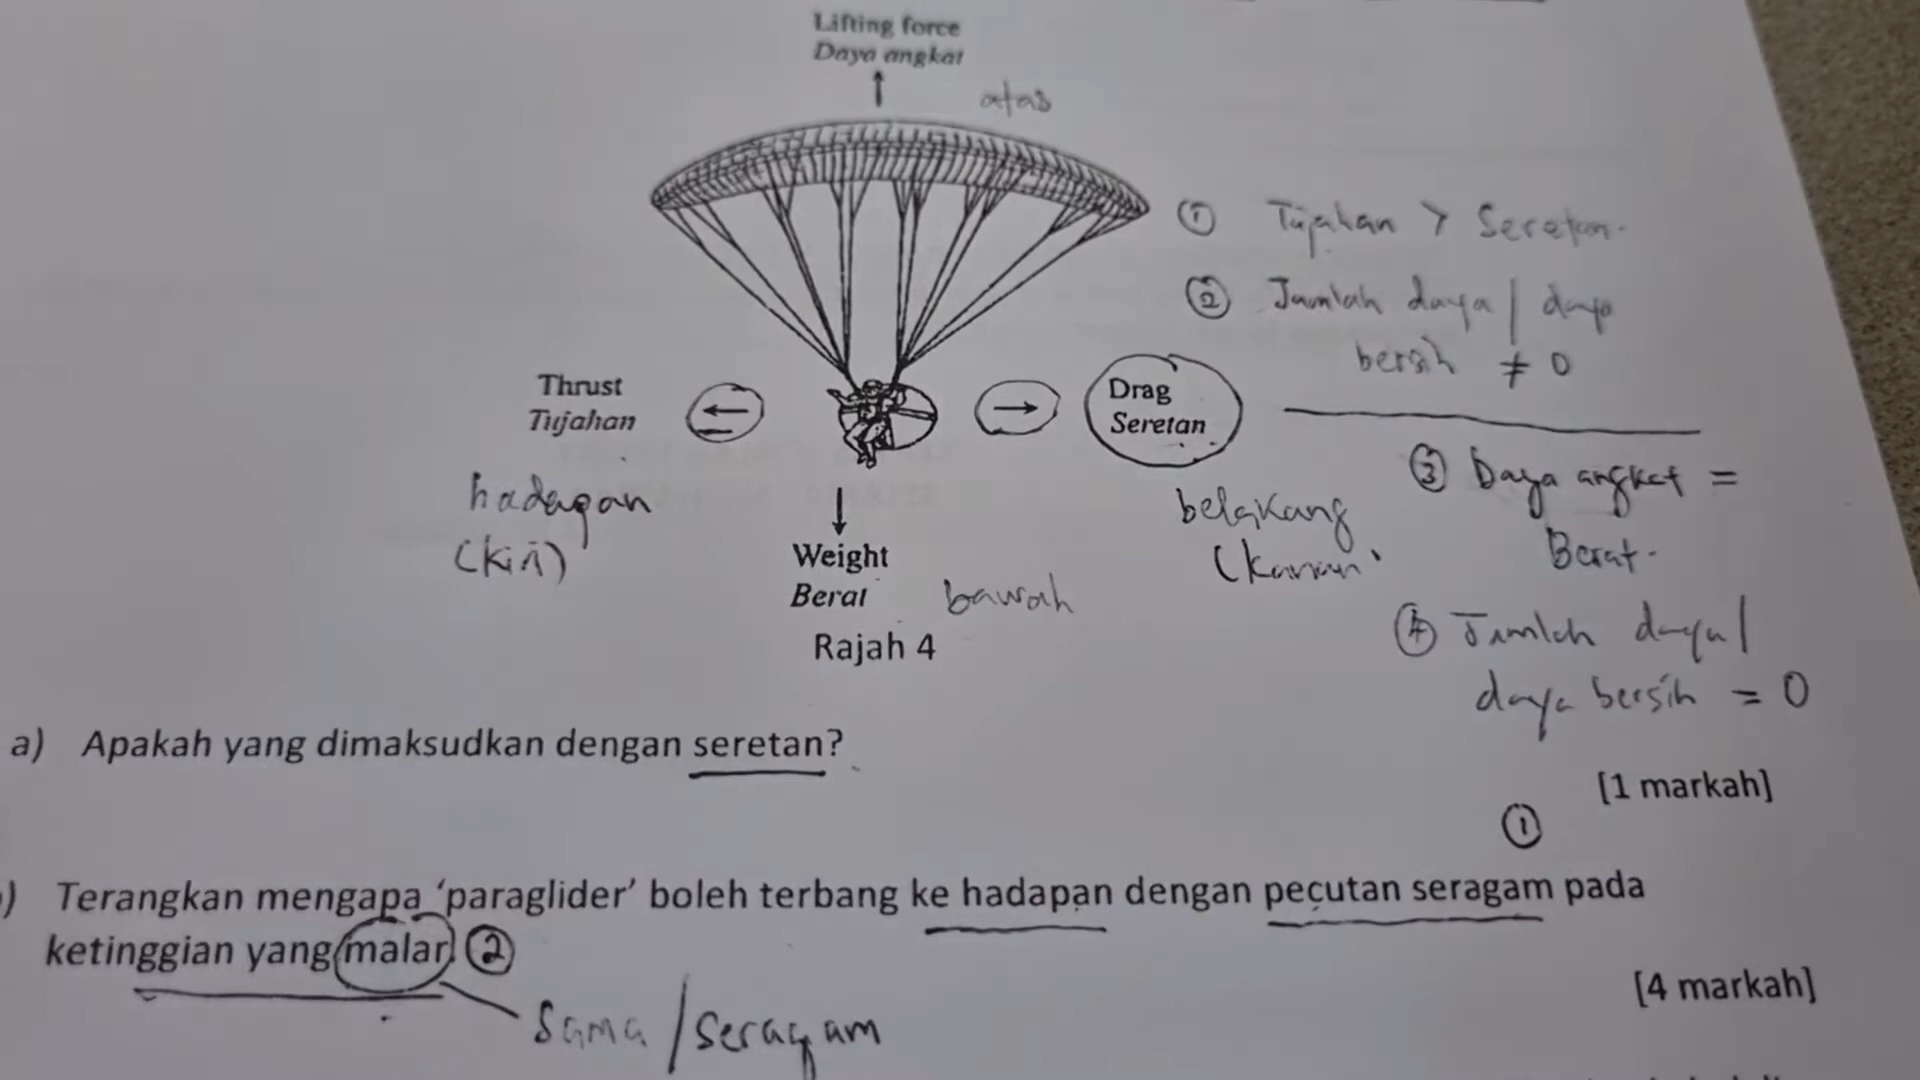 Lifting force
Daya angkat
atas
① Tujahan > Seretan.
② Jumlah daya / daya
bersih ≠ 0
Thrust
Tujahan
Drag
Seretan
hadapan
(kiri)
belakang
(kanan
③ Daya angkat =
Berat.
Weight
Berat
bawah
Rajah 4
④ Jumlah daya /
daya bersih = 0
a) Apakah yang dimaksudkan dengan seretan?
[1 markah]
①
) Terangkan mengapa 'paraglider' boleh terbang ke hadapan dengan pecutan seragam pada
ketinggian yang malar. ②
[4 markah]
Sama / seragam